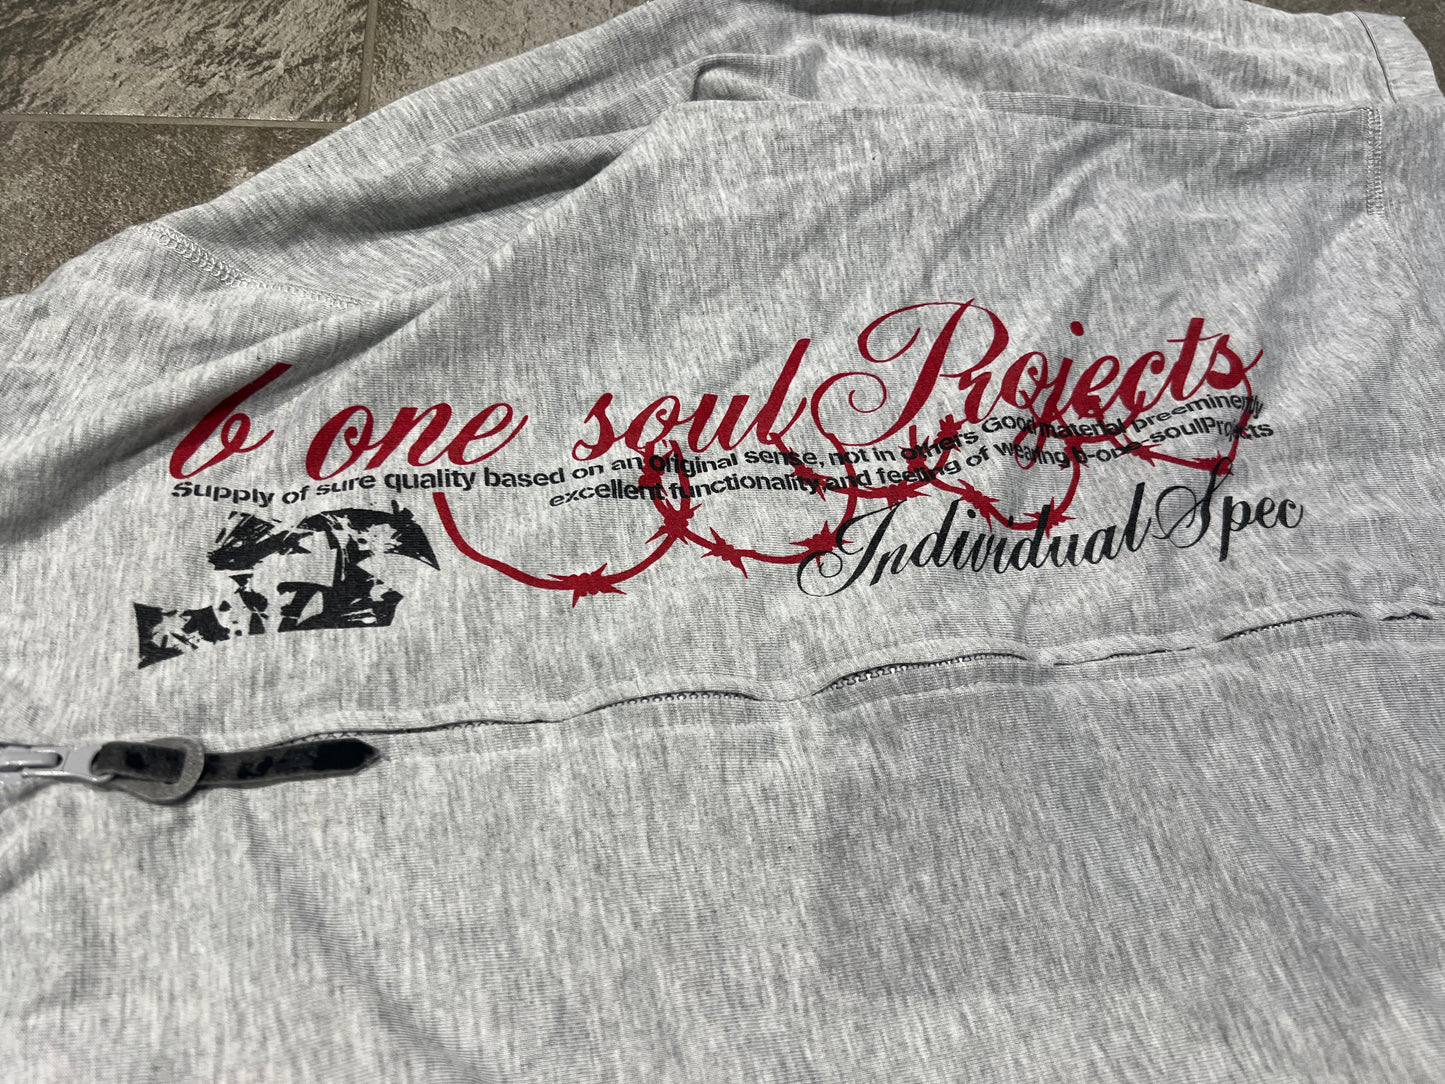 b one soul Projects
Supply of sure quality based on an original sense, not in others Good material preeminently
excellent functionality and feeling of wearing b-one-soulProjects
Individual Spec